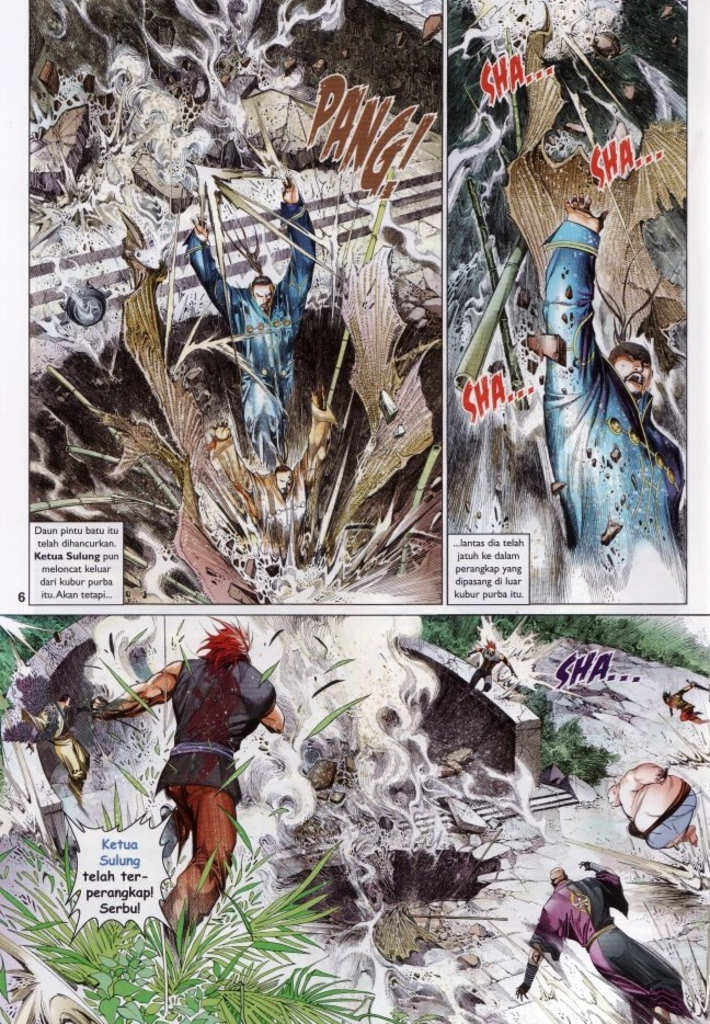 PANG!
Daun pintu batu itu
telah dihancurkan.
Ketua Sulung pun
meloncat keluar
dari kubur purba
itu. Akan tetapi...
6
SHA...
SHA...
SHA...
...lantas dia telah
jatuh ke dalam
perangkap yang
dipasang di luar
kubur purba itu.
SHA...
Ketua
Sulung
telah ter-
perangkap!
Serbu!